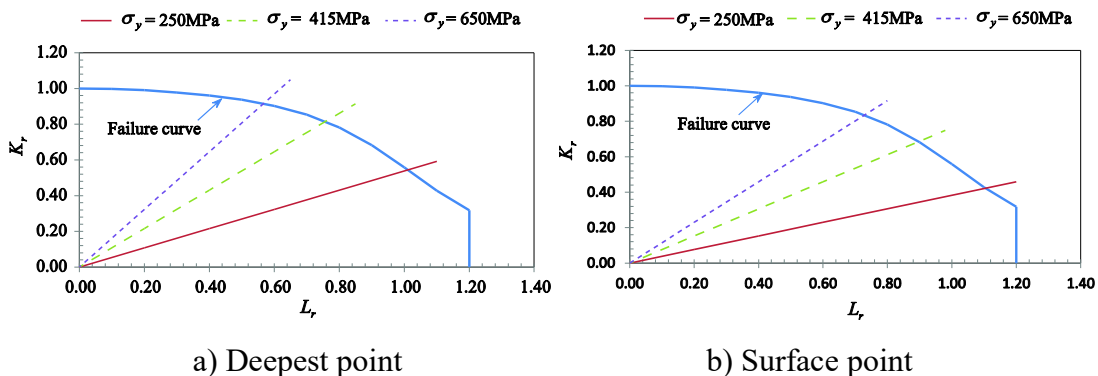 σy = 250MPa σy = 415MPa σy = 650MPa
1.20
1.00
0.80
0.60
0.40
0.20
0.00
Kr
Failure curve
0.00 0.20 0.40 0.60 0.80 1.00 1.20 1.40
Lr
a) Deepest point
σy = 250MPa σy = 415MPa σy = 650MPa
1.20
1.00
0.80
0.60
0.40
0.20
0.00
Kr
Failure curve
0.00 0.20 0.40 0.60 0.80 1.00 1.20 1.40
Lr
b) Surface point